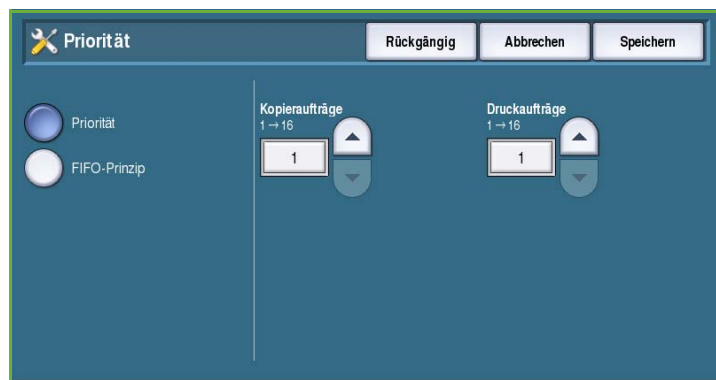 Priorität
Rückgängig
Abbrechen
Speichern
Priorität
FIFO-Prinzip
Kopieraufträge
1→16
1
Druckaufträge
1→16
1